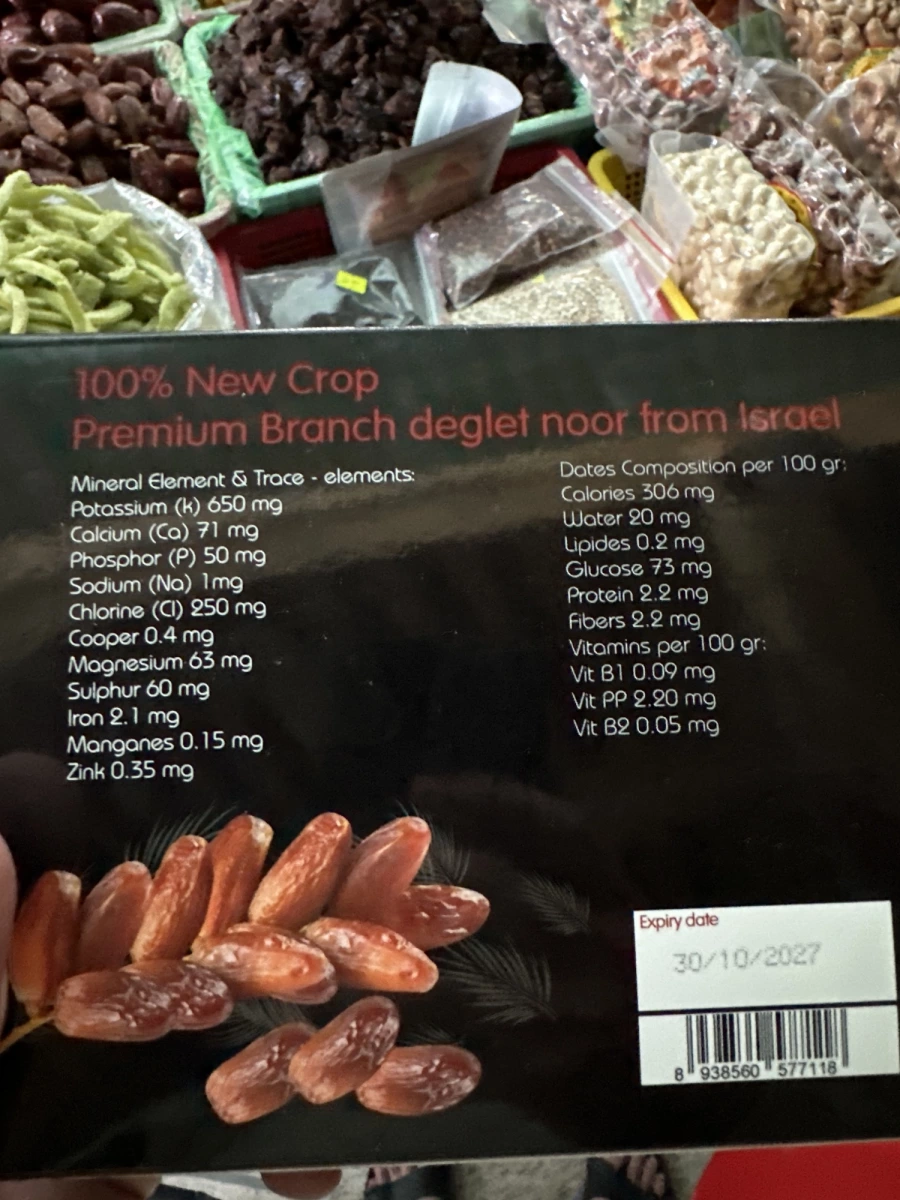 100% New Crop
Premium Branch deglet noor from Israel
Mineral Element & Trace - elements:
Potassium (k) 650 mg
Calcium (Ca) 71 mg
Phosphor (P) 50 mg
Sodium (Na) 1mg
Chlorine (Cl) 250 mg
Cooper 0.4 mg
Magnesium 63 mg
Sulphur 60 mg
Iron 2.1 mg
Manganes 0.15 mg
Zink 0.35 mg
Dates Composition per 100 gr:
Calories 306 mg
Water 20 mg
Lipides 0.2 mg
Glucose 73 mg
Protein 2.2 mg
Fibers 2.2 mg
Vitamins per 100 gr:
Vit B1 0.09 mg
Vit PP 2.20 mg
Vit B2 0.05 mg
Expiry date
30/10/2027
8 938560 577118